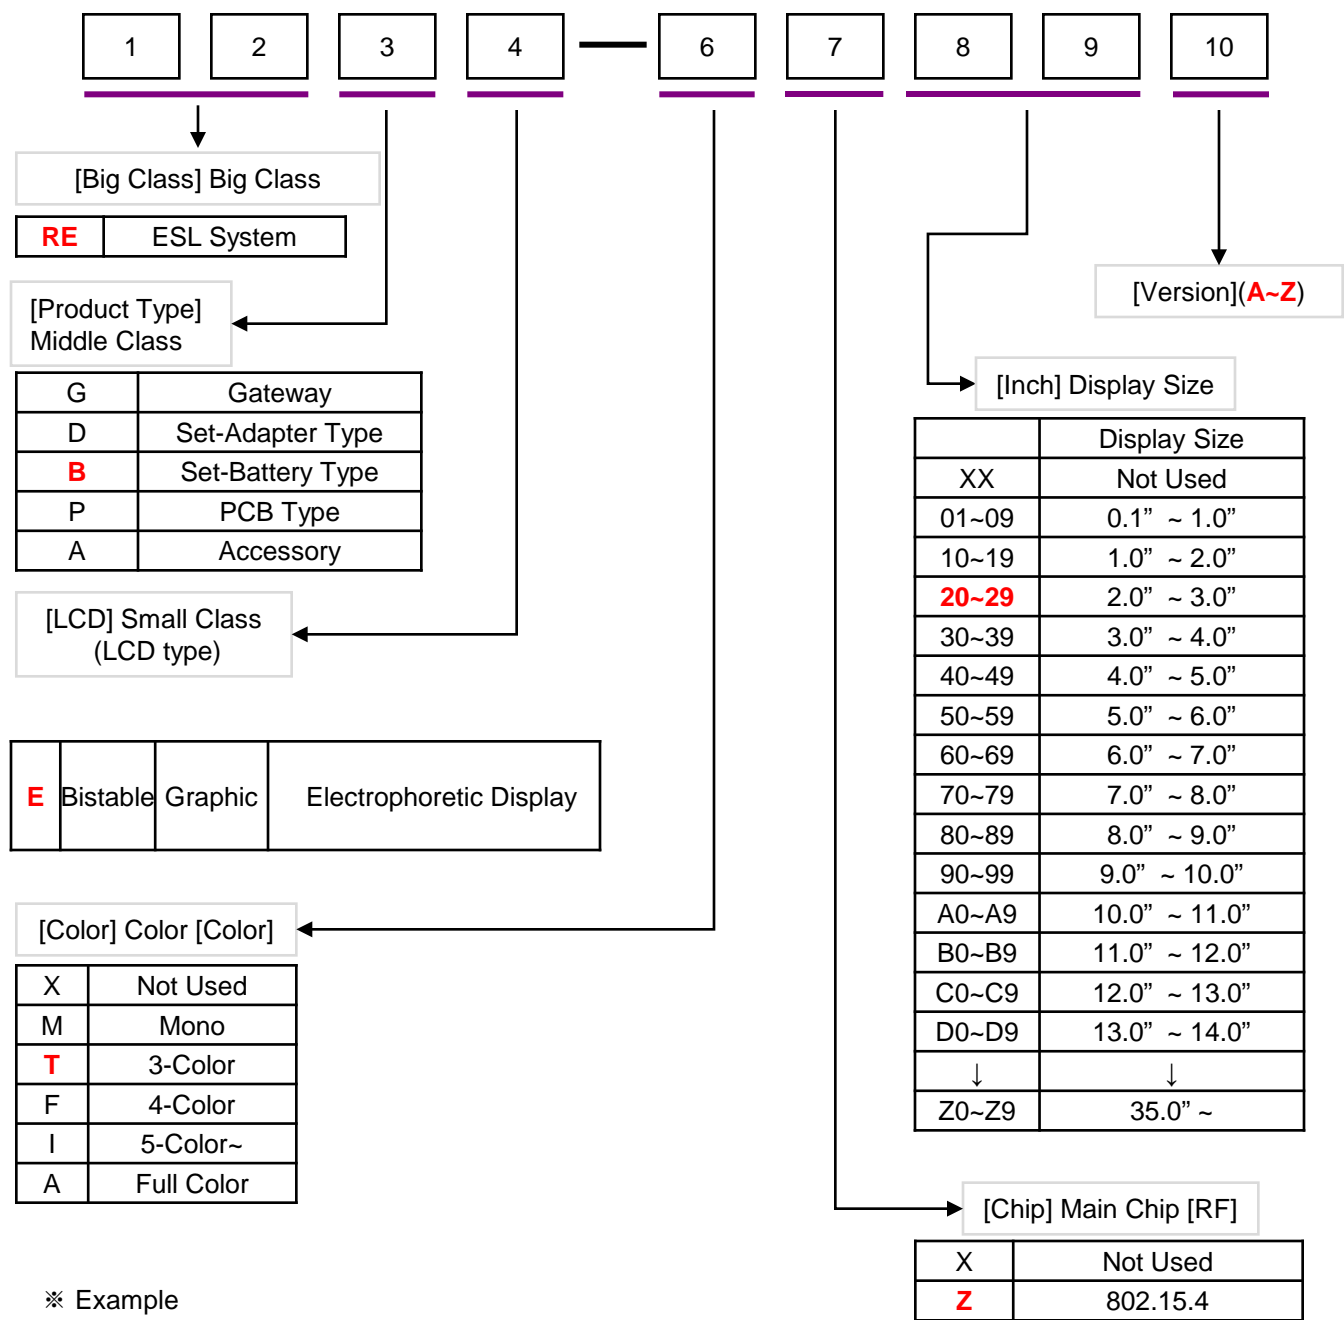 1 2 3 4 — 6 7 8 9 10
[Big Class] Big Class
RE ESL System
[Product Type]
Middle Class
G Gateway
D Set-Adapter Type
B Set-Battery Type
P PCB Type
A Accessory
[LCD] Small Class
(LCD type)
E Bistable Graphic Electrophoretic Display
[Color] Color [Color]
X Not Used
M Mono
T 3-Color
F 4-Color
I 5-Color~
A Full Color
※ Example
[Version](A~Z)
[Inch] Display Size
Display Size
XX Not Used
01~09 0.1” ~ 1.0”
10~19 1.0” ~ 2.0”
20~29 2.0” ~ 3.0”
30~39 3.0” ~ 4.0”
40~49 4.0” ~ 5.0”
50~59 5.0” ~ 6.0”
60~69 6.0” ~ 7.0”
70~79 7.0” ~ 8.0”
80~89 8.0” ~ 9.0”
90~99 9.0” ~ 10.0”
A0~A9 10.0” ~ 11.0”
B0~B9 11.0” ~ 12.0”
C0~C9 12.0” ~ 13.0”
D0~D9 13.0” ~ 14.0”
↓ ↓
Z0~Z9 35.0” ~
[Chip] Main Chip [RF]
X Not Used
Z 802.15.4